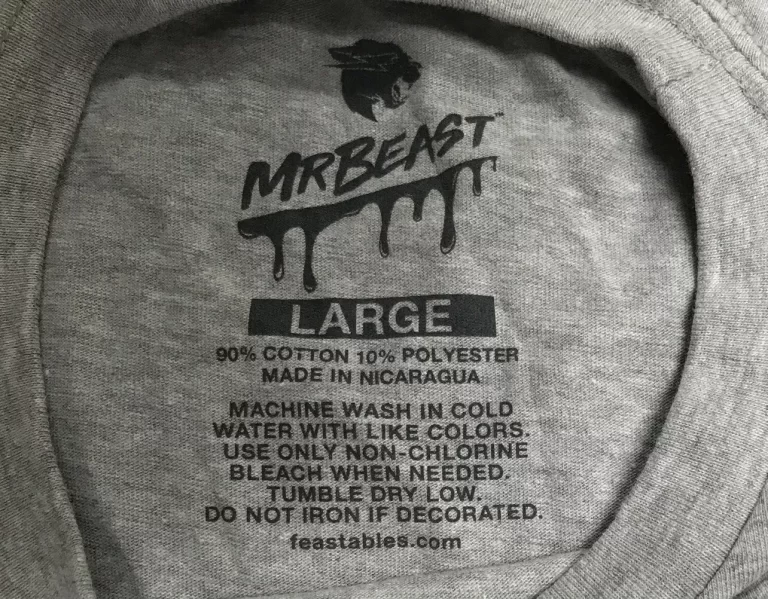 MRBEAST™
LARGE
90% COTTON 10% POLYESTER
MADE IN NICARAGUA
MACHINE WASH IN COLD
WATER WITH LIKE COLORS.
USE ONLY NON-CHLORINE
BLEACH WHEN NEEDED.
TUMBLE DRY LOW.
DO NOT IRON IF DECORATED.
feastables.com